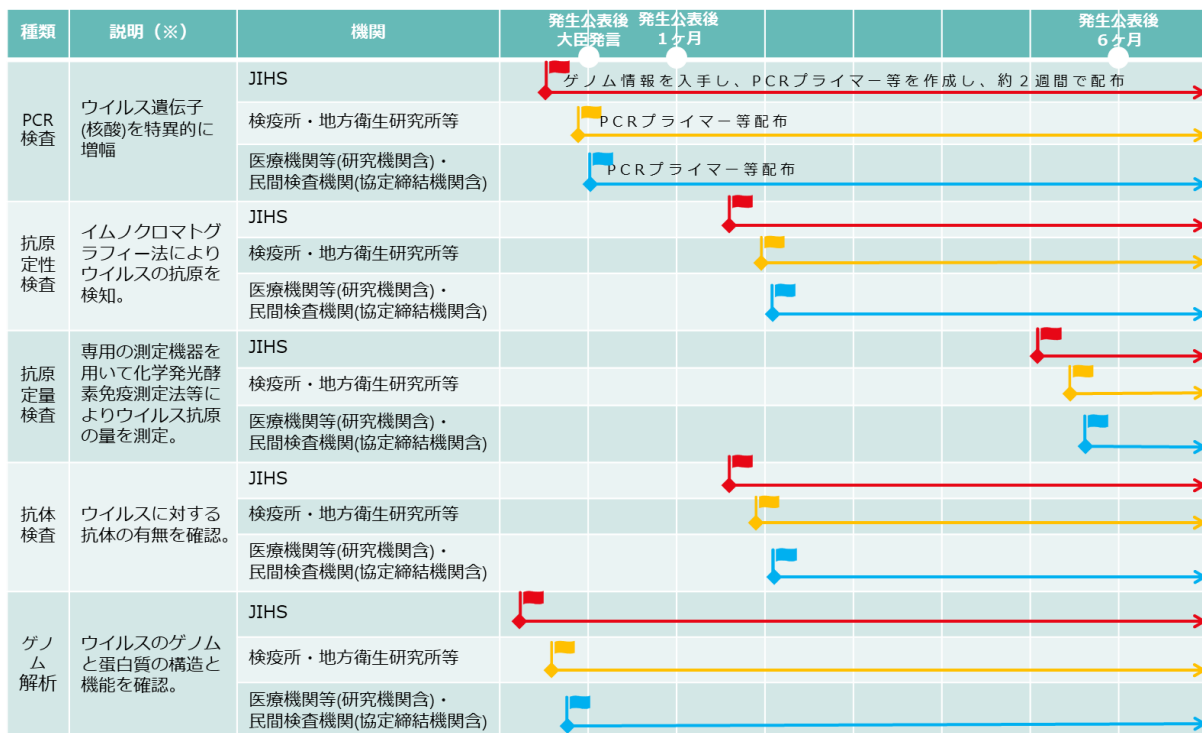 種類
説明（※）
機関
発生公表後
大臣発言
発生公表後
1ヶ月
発生公表後
6ヶ月
PCR
検査
ウイルス遺伝子
(核酸)を特異的に
増幅
JIHS
ゲノム情報を入手し、PCRプライマー等を作成し、約２週間で配布
検疫所・地方衛生研究所等
PCRプライマー等配布
医療機関等(研究機関含)・
民間検査機関(協定締結機関含)
PCRプライマー等配布
抗原
定性
検査
イムノクロマトグ
ラフィー法により
ウイルスの抗原を
検知。
JIHS
検疫所・地方衛生研究所等
医療機関等(研究機関含)・
民間検査機関(協定締結機関含)
抗原
定量
検査
専用の測定機器を
用いて化学発光酵
素免疫測定法等に
よりウイルス抗原
の量を測定。
JIHS
検疫所・地方衛生研究所等
医療機関等(研究機関含)・
民間検査機関(協定締結機関含)
抗体
検査
ウイルスに対する
抗体の有無を確認。
JIHS
検疫所・地方衛生研究所等
医療機関等(研究機関含)・
民間検査機関(協定締結機関含)
ゲノ
ム
解析
ウイルスのゲノム
と蛋白質の構造と
機能を確認。
JIHS
検疫所・地方衛生研究所等
医療機関等(研究機関含)・
民間検査機関(協定締結機関含)